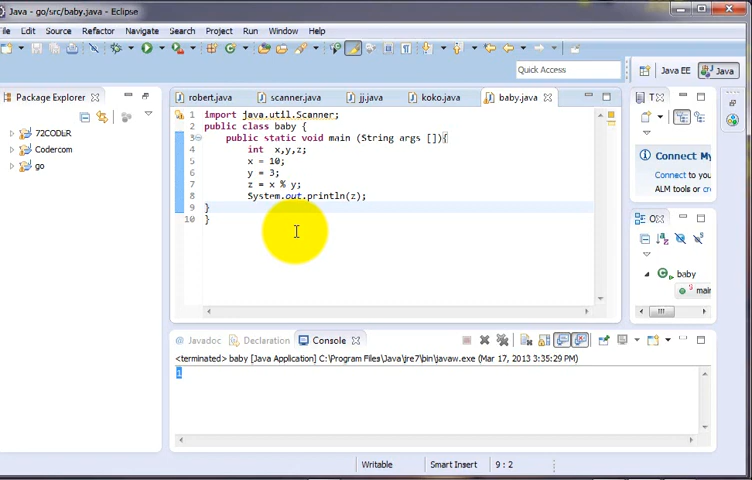 Java - go/src/baby.java - Eclipse
File Edit Source Refactor Navigate Search Project Run Window Help
Quick Access
Java EE
Java
Package Explorer
72CODLR
Codercom
go
robert.java
scanner.java
jj.java
koko.java
baby.java
1 import java.util.Scanner;
2 public class baby {
3 public static void main (String args []){
4 int x,y,z;
5 x = 10;
6 y = 3;
7 z = x % y;
8 System.out.println(z);
9 }
10 }
T
Connect My
Connect to your
ALM tools or
O
baby
mai
Javadoc
Declaration
Console
<terminated> baby [Java Application] C:\Program Files\Java\jre7\bin\javaw.exe (Mar 17, 2013 3:35:29 PM)
1
Writable
Smart Insert
9 : 2